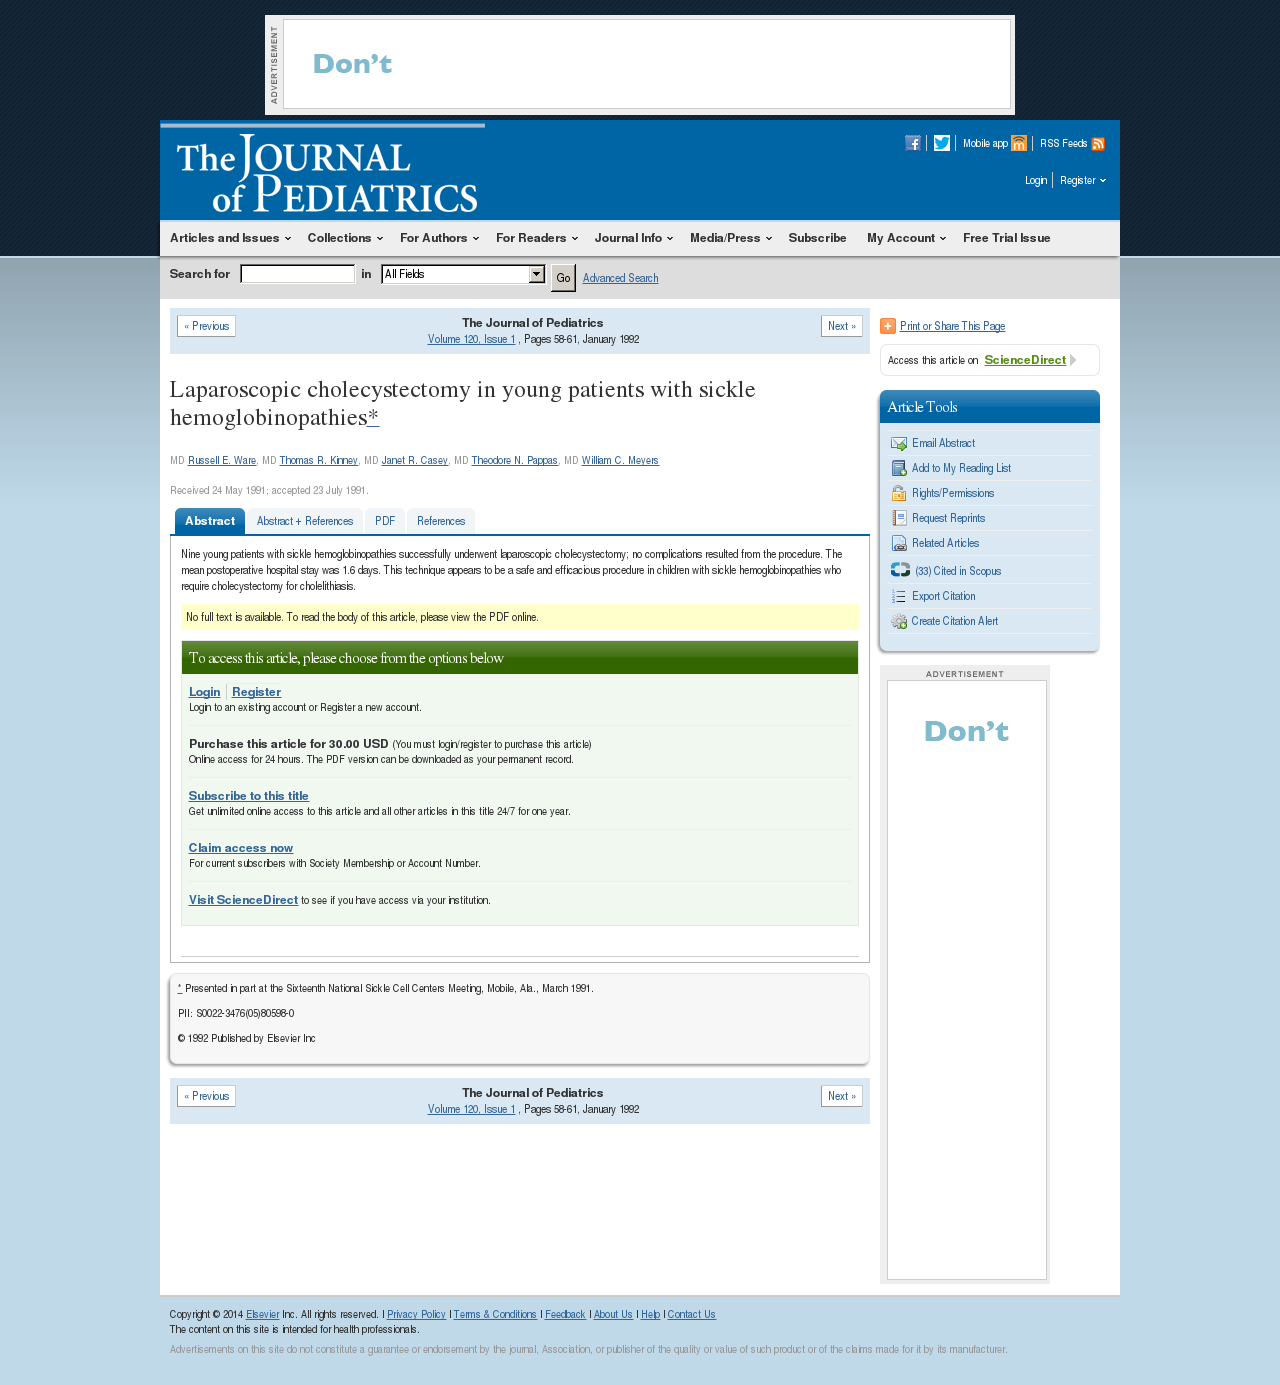 ADVERTISEMENT
Don't
The JOURNAL
of PEDIATRICS
Mobile app
RSS Feeds
Login
Register
Articles and Issues
Collections
For Authors
For Readers
Journal Info
Media/Press
Subscribe
My Account
Free Trial Issue
Search for
in
All Fields
Go
Advanced Search
« Previous
The Journal of Pediatrics
Volume 120, Issue 1 , Pages 58-61, January 1992
Next »
Print or Share This Page
Access this article on ScienceDirect
Laparoscopic cholecystectomy in young patients with sickle
hemoglobinopathies*
MD Russell E. Ware, MD Thomas R. Kinney, MD Janet R. Casey, MD Theodore N. Pappas, MD William C. Meyers
Received 24 May 1991; accepted 23 July 1991.
Abstract
Abstract + References
PDF
References
Nine young patients with sickle hemoglobinopathies successfully underwent laparoscopic cholecystectomy; no complications resulted from the procedure. The
mean postoperative hospital stay was 1.6 days. This technique appears to be a safe and efficacious procedure in children with sickle hemoglobinopathies who
require cholecystectomy for cholelithiasis.
No full text is available. To read the body of this article, please view the PDF online.
To access this article, please choose from the options below
Login
Register
Login to an existing account or Register a new account.
Purchase this article for 30.00 USD (You must login/register to purchase this article)
Online access for 24 hours. The PDF version can be downloaded as your permanent record.
Subscribe to this title
Get unlimited online access to this article and all other articles in this title 24/7 for one year.
Claim access now
For current subscribers with Society Membership or Account Number.
Visit ScienceDirect to see if you have access via your institution.
* Presented in part at the Sixteenth National Sickle Cell Centers Meeting, Mobile, Ala., March 1991.
PII: S0022-3476(05)80598-0
© 1992 Published by Elsevier Inc
« Previous
The Journal of Pediatrics
Volume 120, Issue 1 , Pages 58-61, January 1992
Next »
Article Tools
Email Abstract
Add to My Reading List
Rights/Permissions
Request Reprints
Related Articles
(33) Cited in Scopus
Export Citation
Create Citation Alert
ADVERTISEMENT
Don't
Copyright © 2014 Elsevier Inc. All rights reserved. | Privacy Policy | Terms & Conditions | Feedback | About Us | Help | Contact Us
The content on this site is intended for health professionals.
Advertisements on this site do not constitute a guarantee or endorsement by the journal, Association, or publisher of the quality or value of such product or of the claims made for it by its manufacturer.